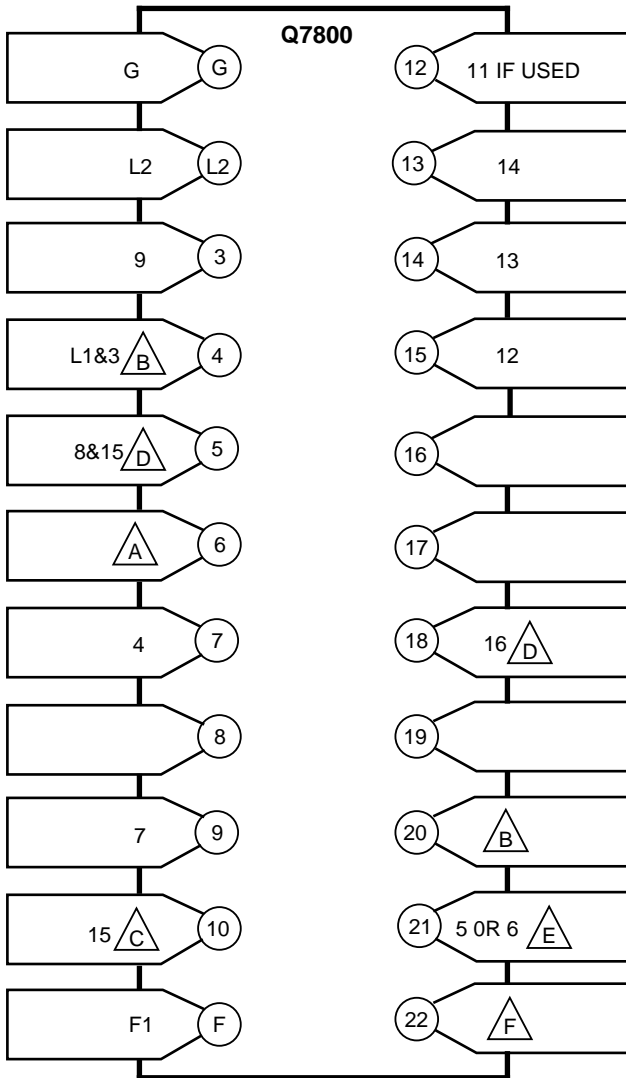 Q7800
G G 12 11 IF USED
L2 L2 13 14
9 3 14 13
L1&3 B 4 15 12
8&15 D 5 16
A 6 17
4 7 18 16 D
8 19
7 9 20 B
15 C 10 21 5 0R 6 E
F1 F 22 F